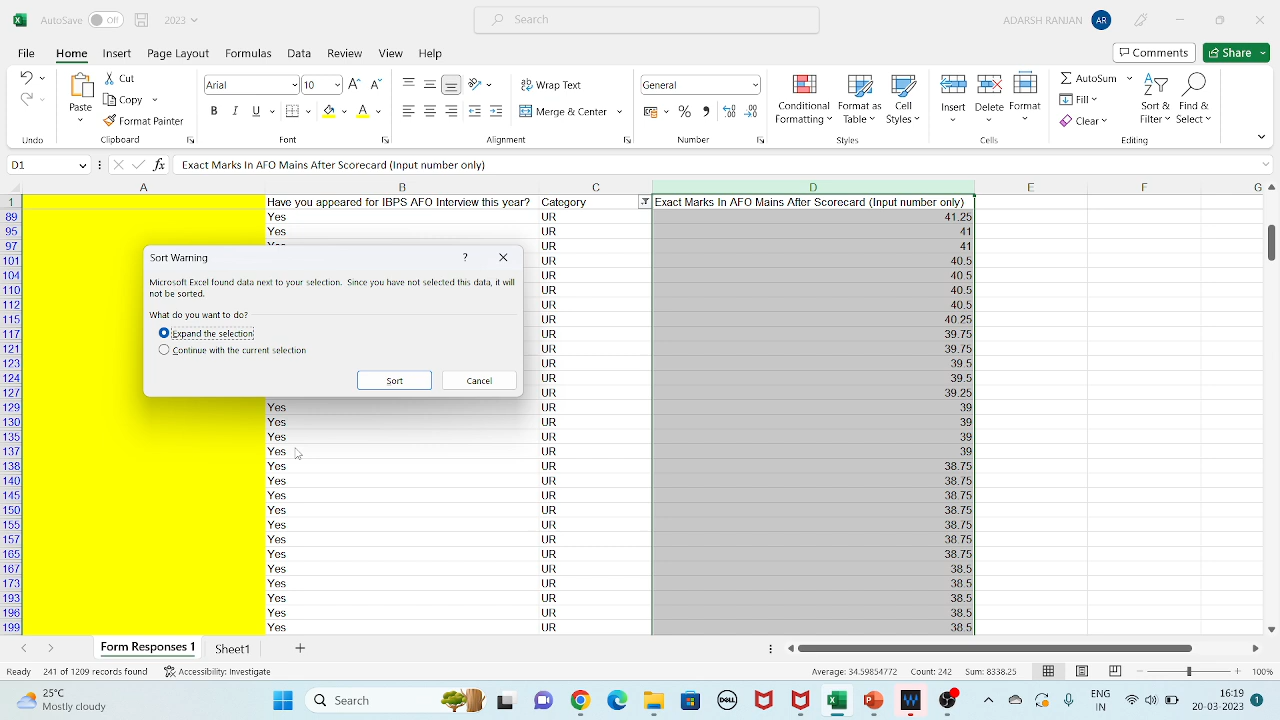 AutoSave Off 2023 Search ADARSH RANJAN AR
File Home Insert Page Layout Formulas Data Review View Help Comments Share
Cut
Copy
Format Painter
Paste
Arial 10
B I U
Wrap Text
Merge & Center
General
Conditional Formatting
Format as Table
Cell Styles
Insert Delete Format
AutoSum
Fill
Clear
Sort & Filter
Find & Select
Undo Clipboard Font Alignment Number Styles Cells Editing
D1 fx Exact Marks In AFO Mains After Scorecard (Input number only)
A B C D E F G
1 have you appeared for IBPS AFO Interview this year? Category Exact Marks In AFO Mains After Scorecard (Input number only)
89 Yes UR 41.25
95 Yes UR 41
97 Yes UR 41
101 UR 40.5
104 UR 40.5
110 UR 40.5
112 UR 40.5
115 UR 40.25
117 UR 39.75
121 UR 39.75
123 UR 39.5
124 UR 39.5
127 UR 39.25
129 Yes UR 39
130 Yes UR 39
135 Yes UR 39
137 Yes UR 39
138 Yes UR 38.75
140 Yes UR 38.75
145 Yes UR 38.75
150 Yes UR 38.75
155 Yes UR 38.75
157 Yes UR 38.75
165 Yes UR 38.75
167 Yes UR 38.5
173 Yes UR 38.5
193 Yes UR 38.5
196 Yes UR 38.5
199 Yes UR 38.5
Sort Warning ?
Microsoft Excel found data next to your selection. Since you have not selected this data, it will
not be sorted.
What do you want to do?
Expand the selection
Continue with the current selection
Sort Cancel
Form Responses 1 Sheet1
Ready 241 of 1209 records found Accessibility: Investigate Average: 34.59854772 Count: 242 Sum: 8338.25 100%
25°C
Mostly cloudy
Search
DELL
ENG
IN
16:19
20-03-2023
1